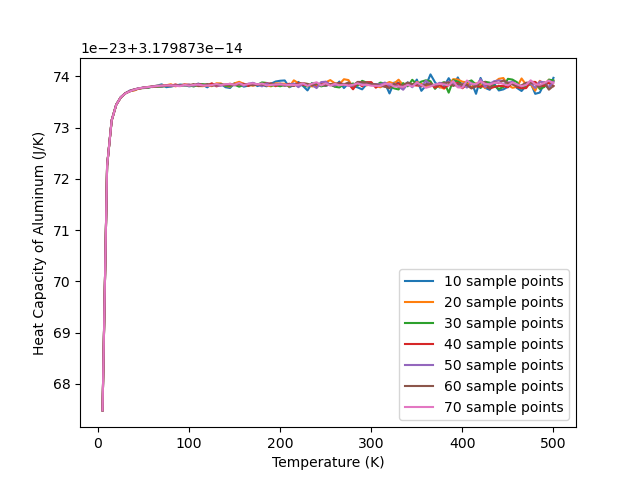 1e−23+3.179873e−14
74
73
72
71
70
69
68
Heat Capacity of Aluminum (J/K)
10 sample points
20 sample points
30 sample points
40 sample points
50 sample points
60 sample points
70 sample points
0 100 200 300 400 500
Temperature (K)